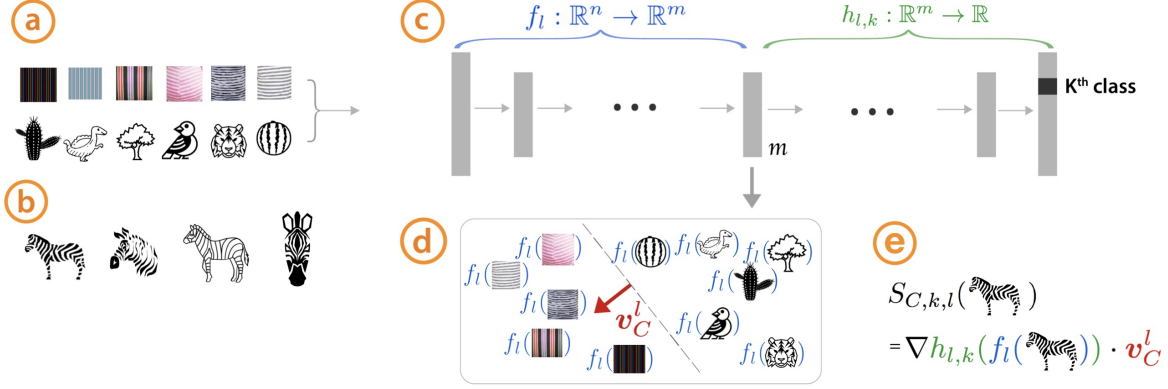 a
b
c
f_l : ℝ^n → ℝ^m
h_{l,k} : ℝ^m → ℝ
K^th class
m
d
f_l( )
f_l( )
f_l( )
f_l( )
f_l( )
f_l( )
f_l( )
f_l( )
f_l( )
f_l( )
f_l( )
v_C^l
e
S_{C,k,l}( )
= ∇h_{l,k}(f_l( )) · v_C^l